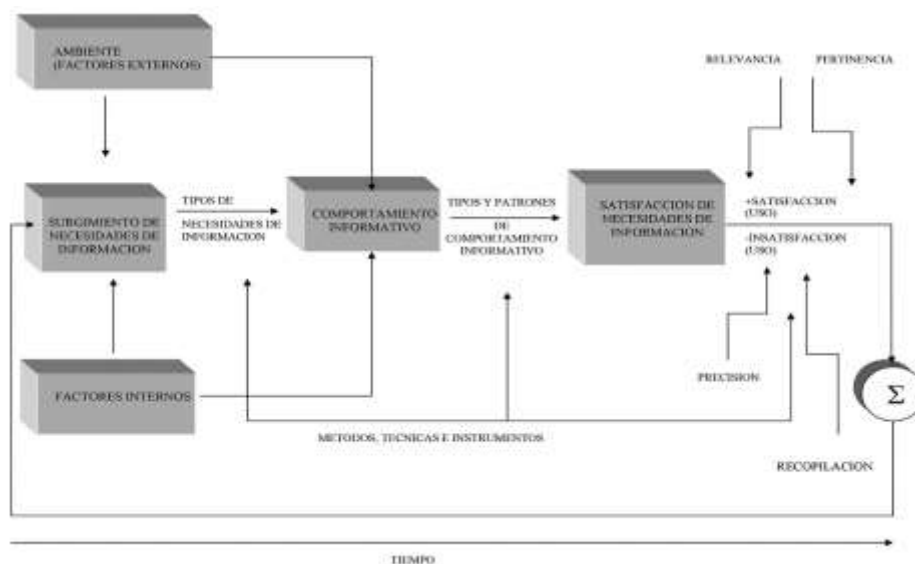 AMBIENTE
(FACTORES EXTERNOS)
RELEVANCIA
PERTINENCIA
SURGIMIENTO DE
NECESIDADES DE
INFORMACION
TIPOS DE
NECESIDADES DE
INFORMACION
COMPORTAMIENTO
INFORMATIVO
TIPOS Y PATRONES
DE
COMPORTAMIENTO
INFORMATIVO
SATISFACCION DE
NECESIDADES DE
INFORMACIÓN
+SATISFACCION
(USO)
-INSATISFACCION
(USO)
FACTORES INTERNOS
PRECISION
Σ
METODOS, TECNICAS E INSTRUMENTOS
RECOPILACION
TIEMPO